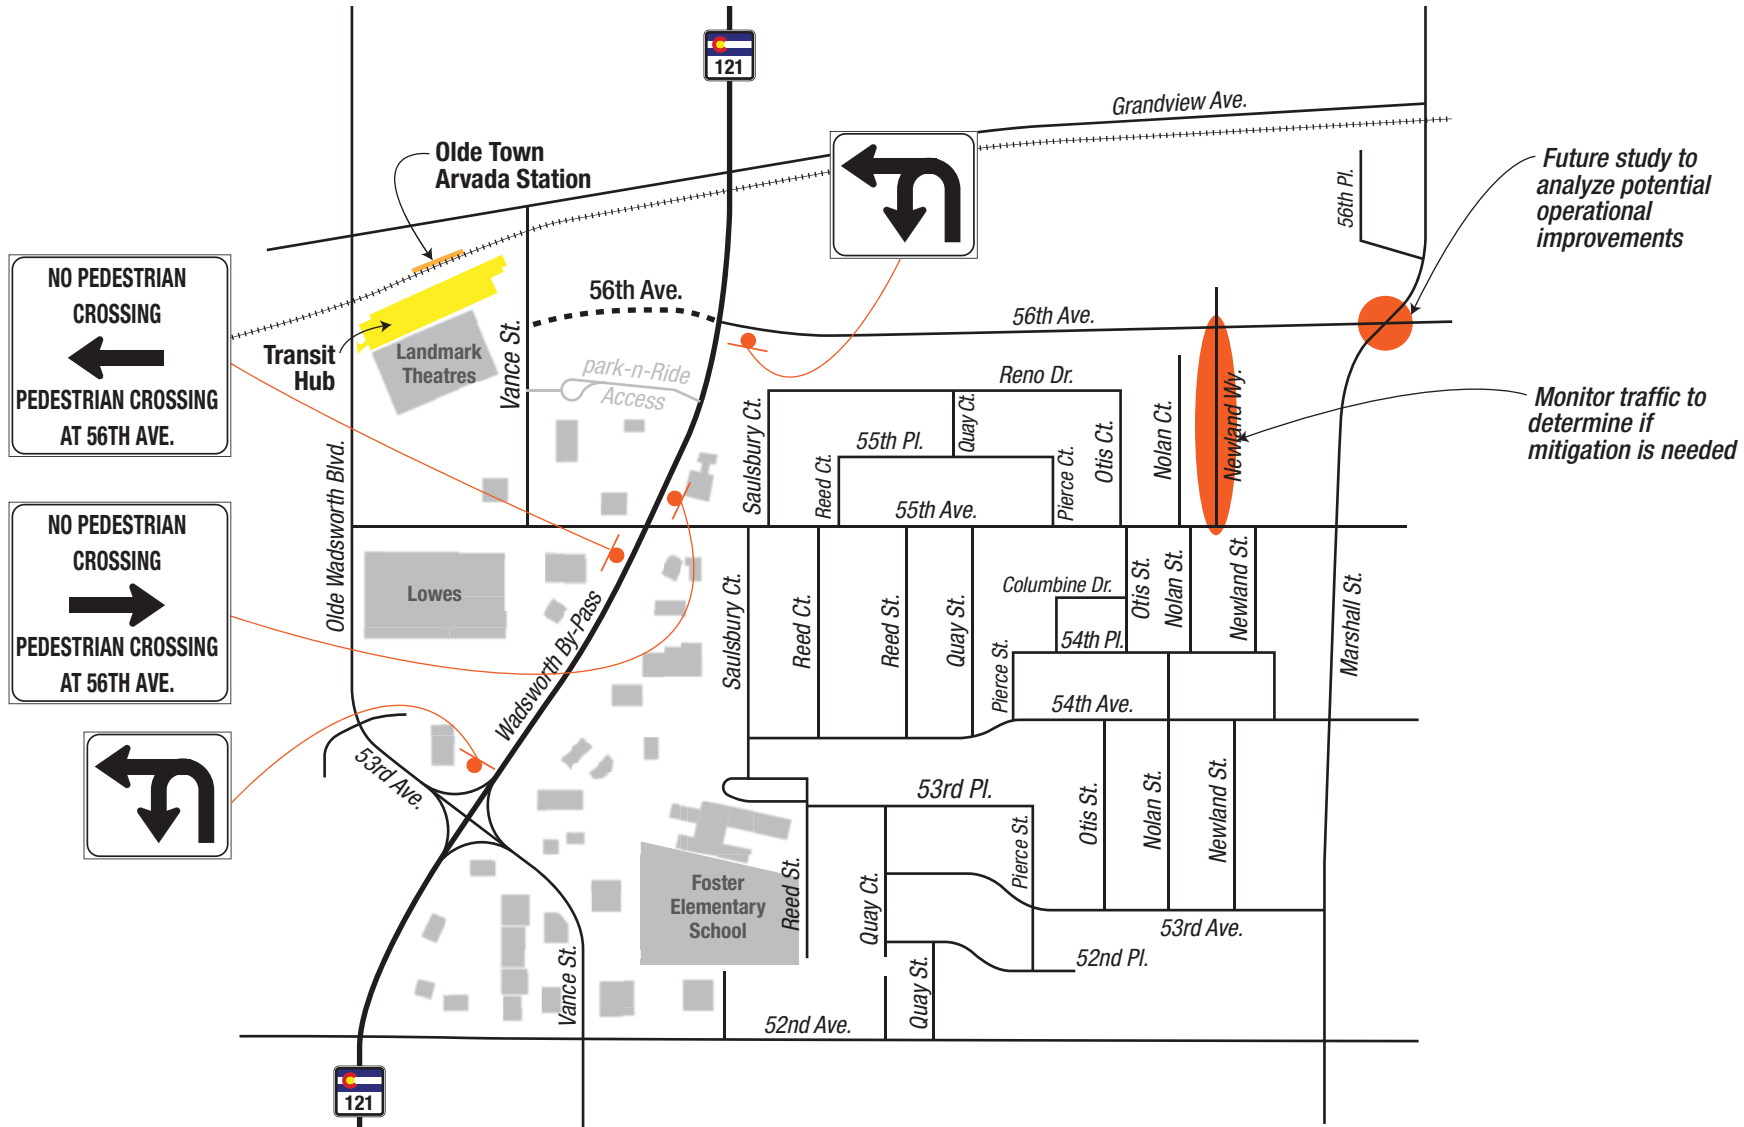 121
Grandview Ave.
Olde Town
Arvada Station
56th Pl.
Future study to
analyze potential
operational
improvements
NO PEDESTRIAN
CROSSING
PEDESTRIAN CROSSING
AT 56TH AVE.
56th Ave.
56th Ave.
Transit
Hub
Landmark
Theatres
Vance St.
park-n-Ride
Access
Reno Dr.
Monitor traffic to
determine if
mitigation is needed
Olde Wadsworth Blvd.
Saulsbury Ct.
Reed Ct.
55th Pl.
Quay Ct.
Pierce Ct.
Otis Ct.
Nolan Ct.
Newland Wy.
55th Ave.
NO PEDESTRIAN
CROSSING
PEDESTRIAN CROSSING
AT 56TH AVE.
Lowes
Wadsworth By-Pass
Saulsbury Ct.
Reed Ct.
Reed St.
Quay St.
Columbine Dr.
Otis St.
Nolan St.
Newland St.
Marshall St.
54th Pl.
Pierce St.
54th Ave.
53rd Ave.
53rd Pl.
Otis St.
Nolan St.
Newland St.
Pierce St.
Foster
Elementary
School
Reed St.
Quay Ct.
53rd Ave.
52nd Pl.
Vance St.
Quay St.
52nd Ave.
121